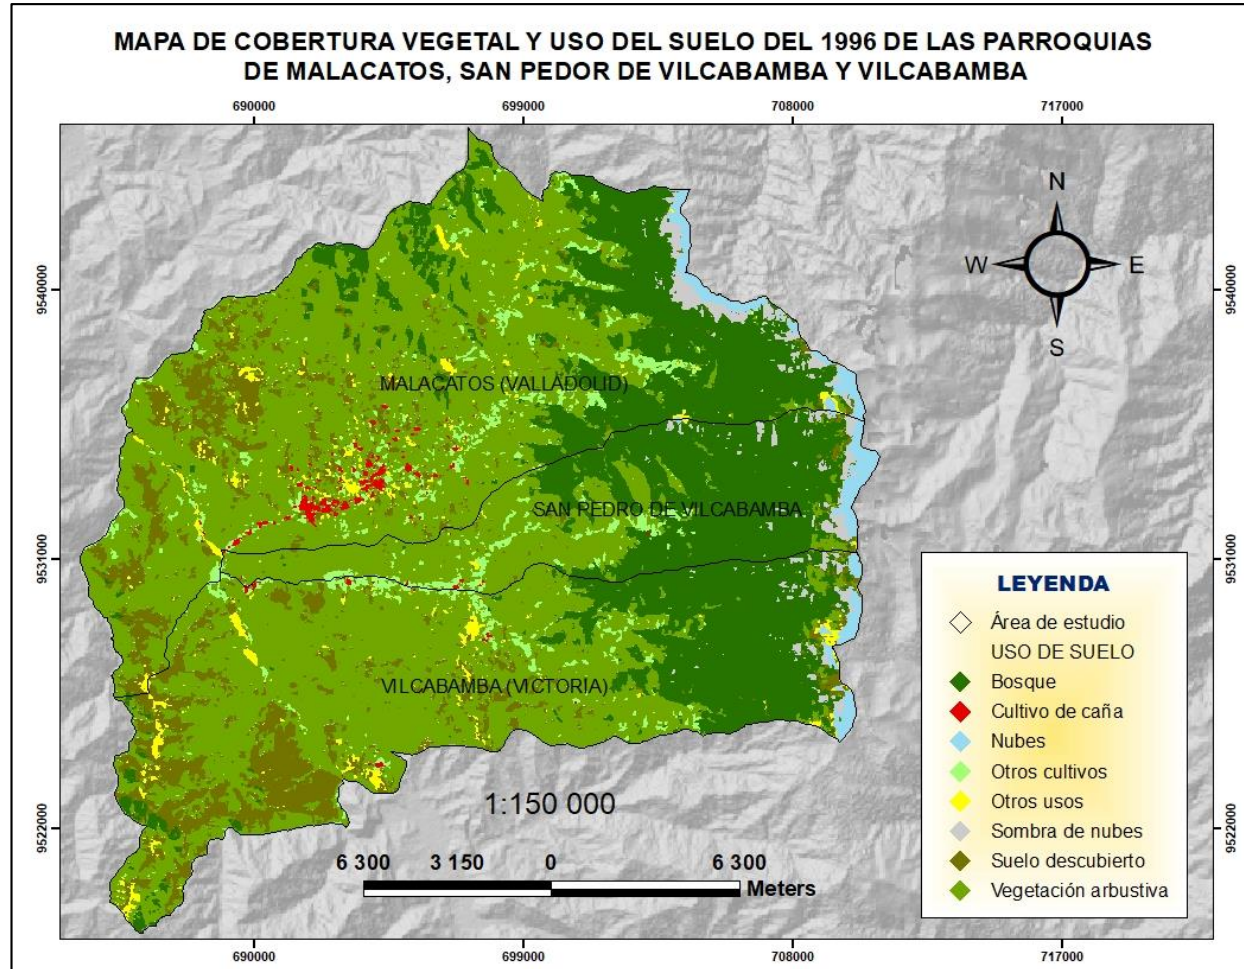 MAPA DE COBERTURA VEGETAL Y USO DEL SUELO DEL 1996 DE LAS PARROQUIAS
DE MALACATOS, SAN PEDOR DE VILCABAMBA Y VILCABAMBA
690000 699000 708000 717000
N
W E
S
9540000 9540000
MALACATOS (VALLADOLID)
SAN PEDRO DE VILCABAMBA
9531000 9531000
VILCABAMBA (VICTORIA)
LEYENDA
Área de estudio
USO DE SUELO
Bosque
Cultivo de caña
Nubes
Otros cultivos
Otros usos
Sombra de nubes
Suelo descubierto
Vegetación arbustiva
1:150 000
9522000 9522000
6 300 3 150 0 6 300
Meters
690000 699000 708000 717000